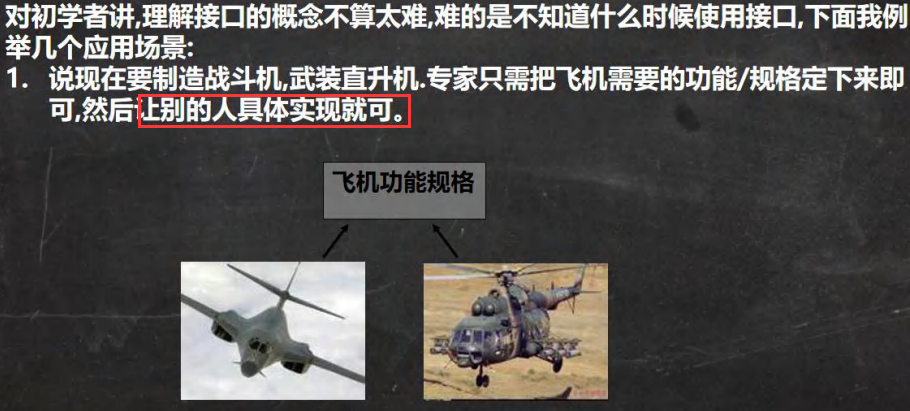 对初学者讲,理解接口的概念不算太难,难的是不知道什么时候使用接口,下面我例
举几个应用场景:
1. 说现在要制造战斗机,武装直升机.专家只需把飞机需要的功能/规格定下来即
可,然后让别的人具体实现就可。
飞机功能规格